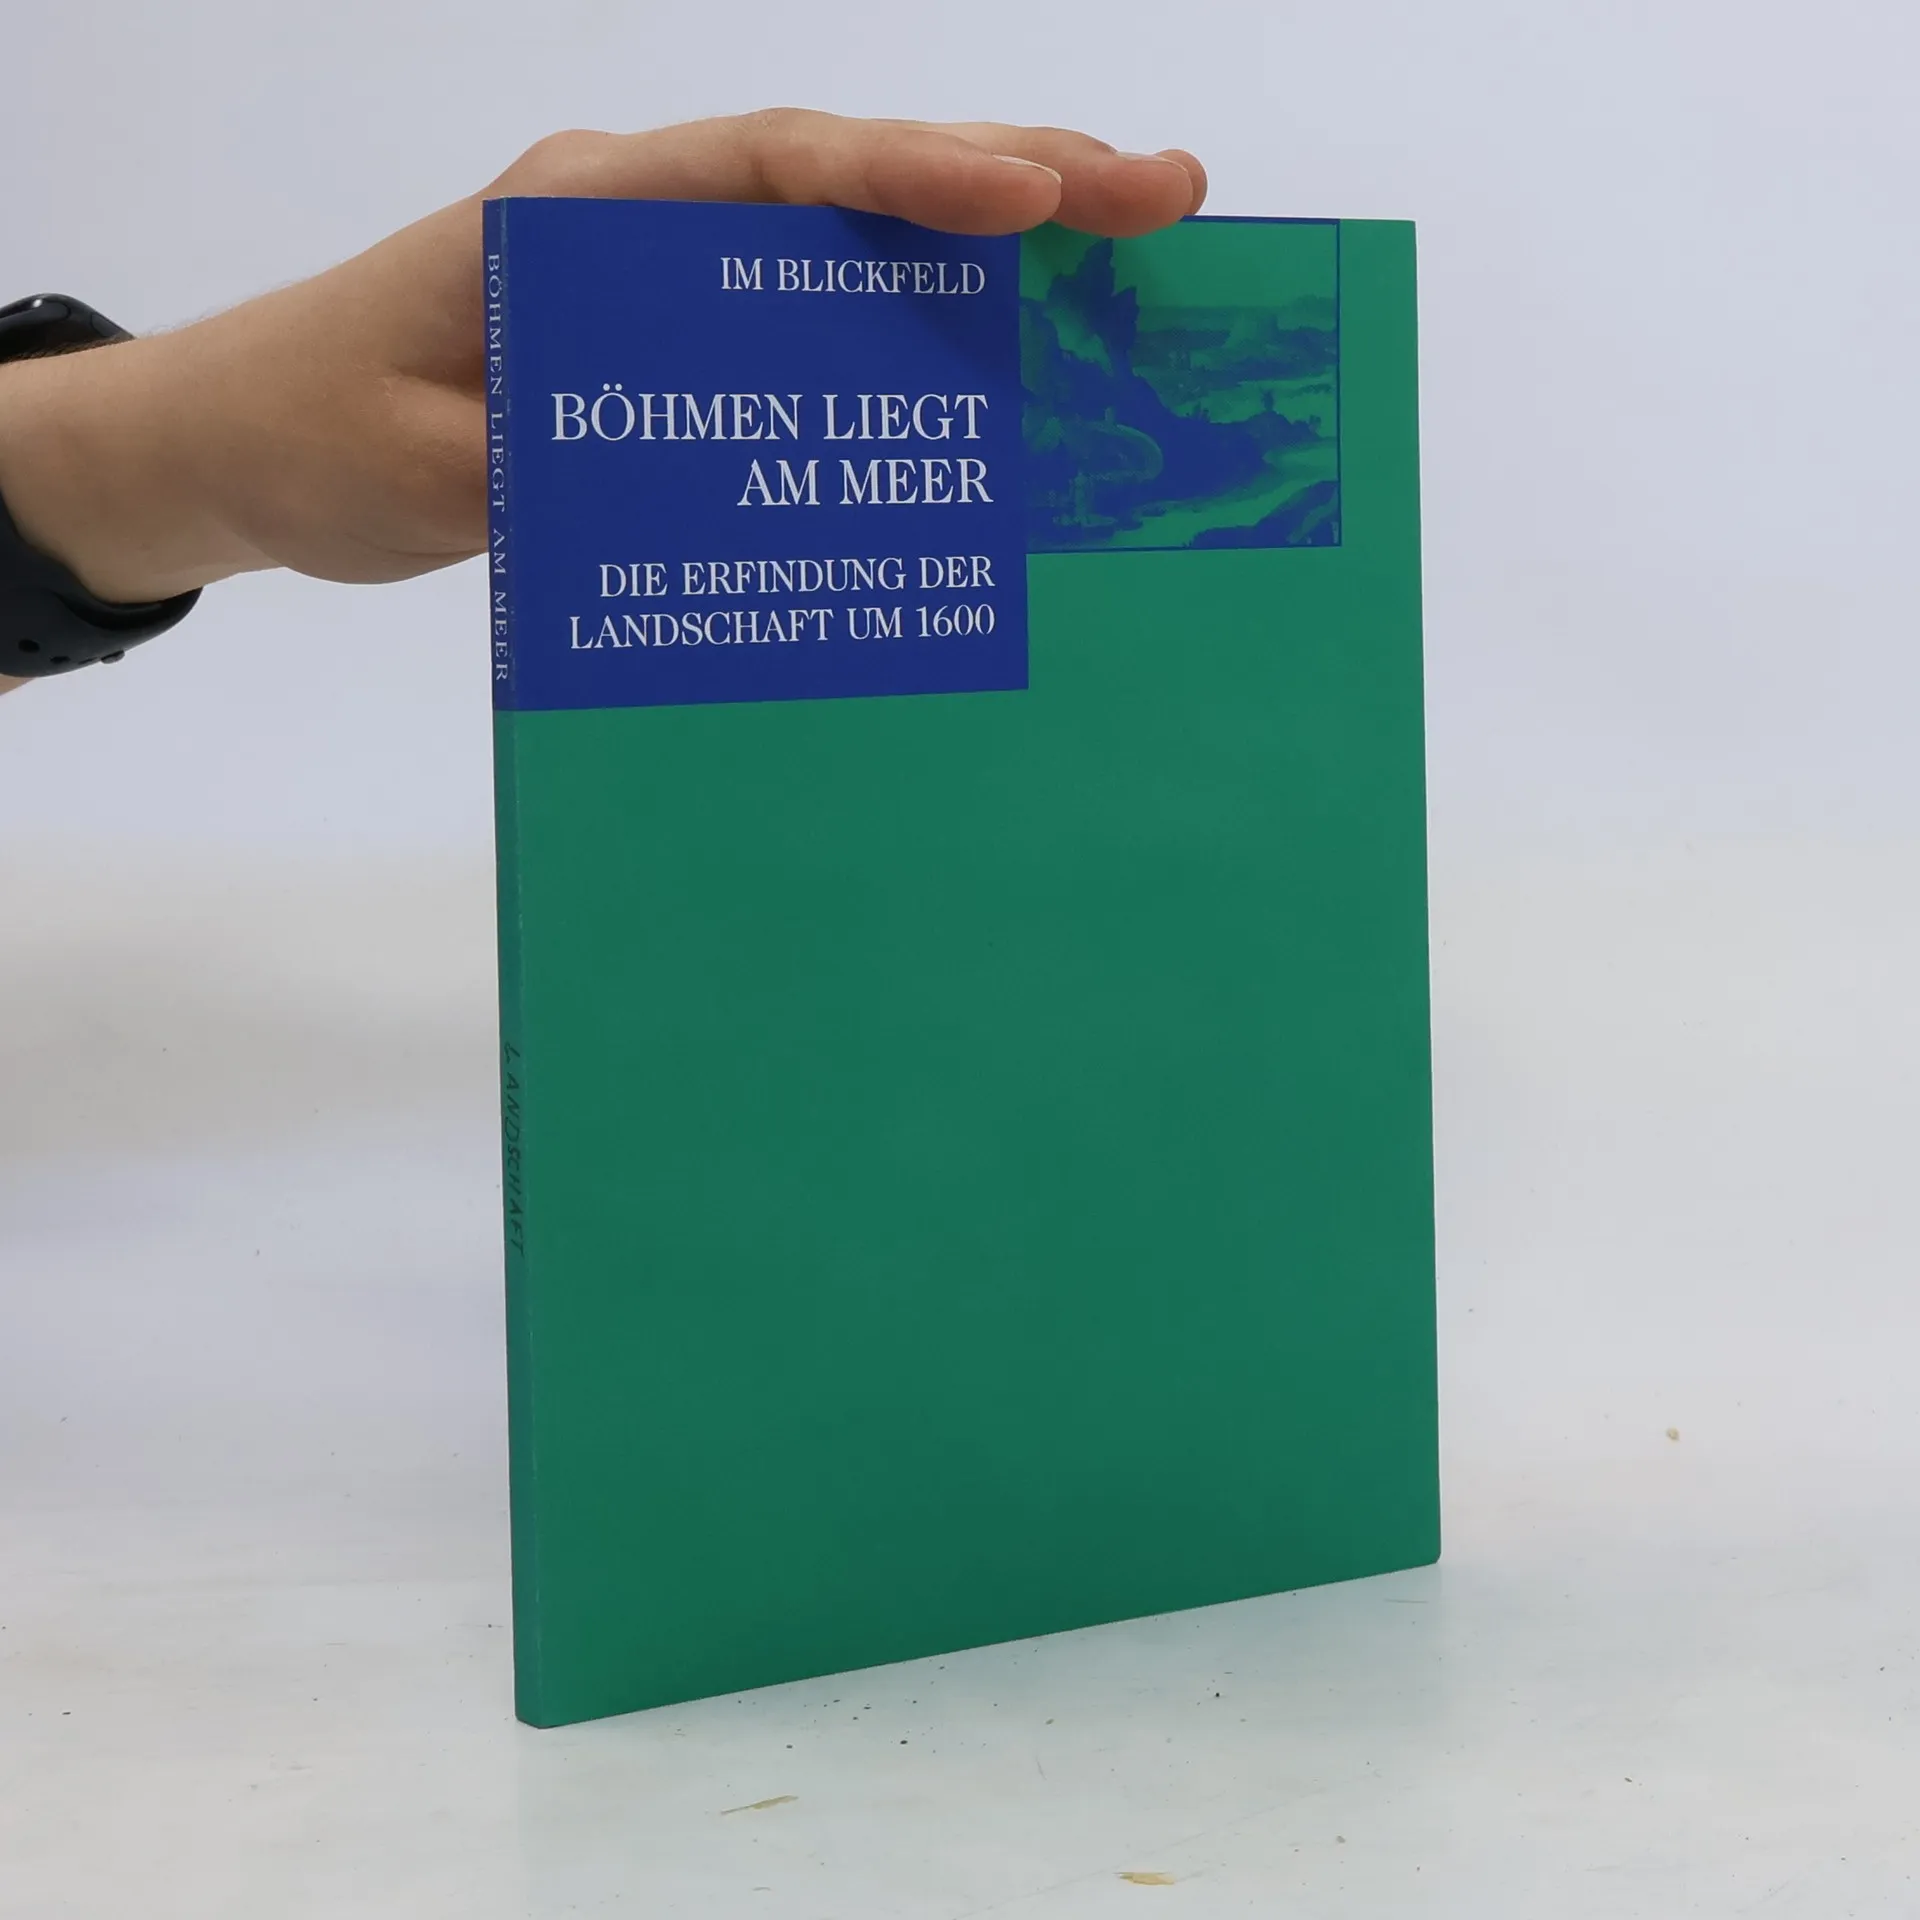 IM BLICKFELD
BÖHMEN LIEGT
AM MEER
DIE ERFINDUNG DER
LANDSCHAFT UM 1600
BÖHMEN LIEGT AM MEER
LANDSCHAFT